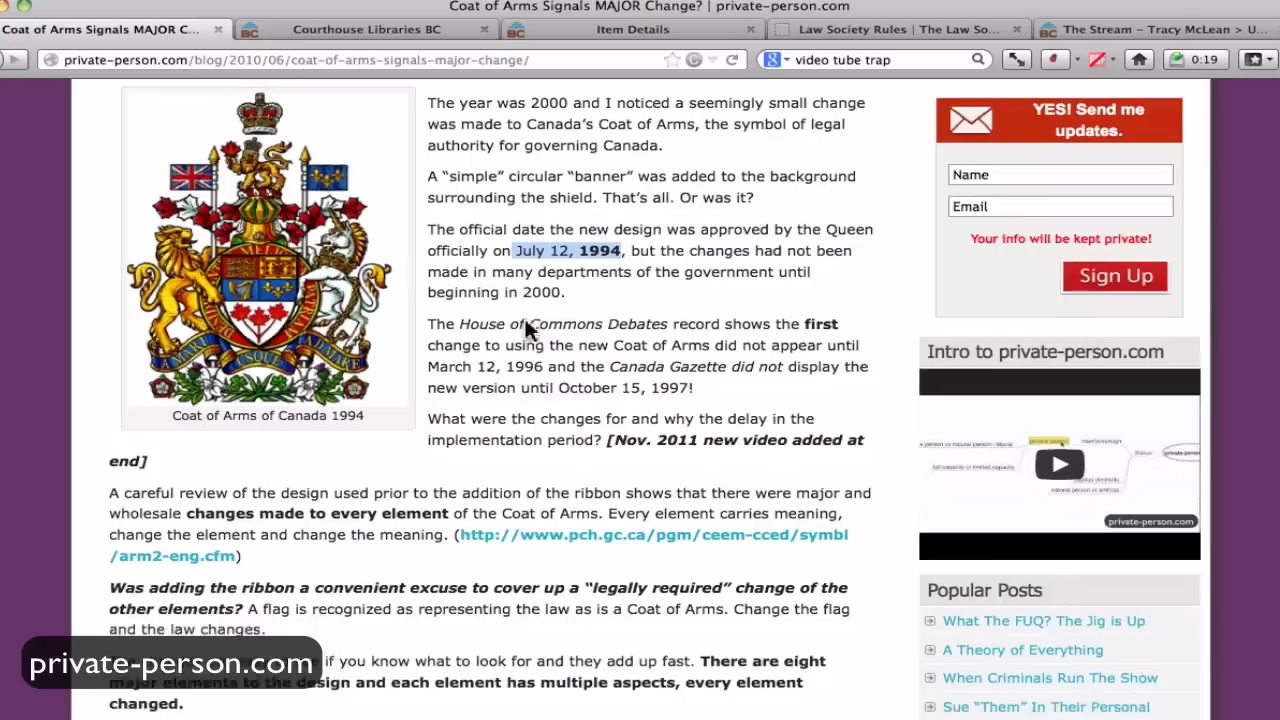 Coat of Arms Signals MAJOR Change? | private-person.com
Coat of Arms Signals MAJOR C...
Courthouse Libraries BC
Item Details
Law Society Rules | The Law So...
The Stream – Tracy McLean > U...
private-person.com/blog/2010/06/coat-of-arms-signals-major-change/
video tube trap
0:19
Coat of Arms of Canada 1994
The year was 2000 and I noticed a seemingly small change
was made to Canada's Coat of Arms, the symbol of legal
authority for governing Canada.
A “simple” circular “banner” was added to the background
surrounding the shield. That's all. Or was it?
The official date the new design was approved by the Queen
officially on July 12, 1994, but the changes had not been
made in many departments of the government until
beginning in 2000.
The House of Commons Debates record shows the first
change to using the new Coat of Arms did not appear until
March 12, 1996 and the Canada Gazette did not display the
new version until October 15, 1997!
What were the changes for and why the delay in the
implementation period? [Nov. 2011 new video added at
end]
A careful review of the design used prior to the addition of the ribbon shows that there were major and
wholesale changes made to every element of the Coat of Arms. Every element carries meaning,
change the element and change the meaning. (http://www.pch.gc.ca/pgm/ceem-cced/symbl
/arm2-eng.cfm)
Was adding the ribbon a convenient excuse to cover up a “legally required” change of the
other elements? A flag is recognized as representing the law as is a Coat of Arms. Change the flag
and the law changes.
if you know what to look for and they add up fast. There are eight
major elements to the design and each element has multiple aspects, every element
changed.
private-person.com
YES! Send me
updates.
Name
Email
Your info will be kept private!
Sign Up
Intro to private-person.com
private-person.com
Popular Posts
What The FUQ? The Jig is Up
A Theory of Everything
When Criminals Run The Show
Sue “Them” In Their Personal